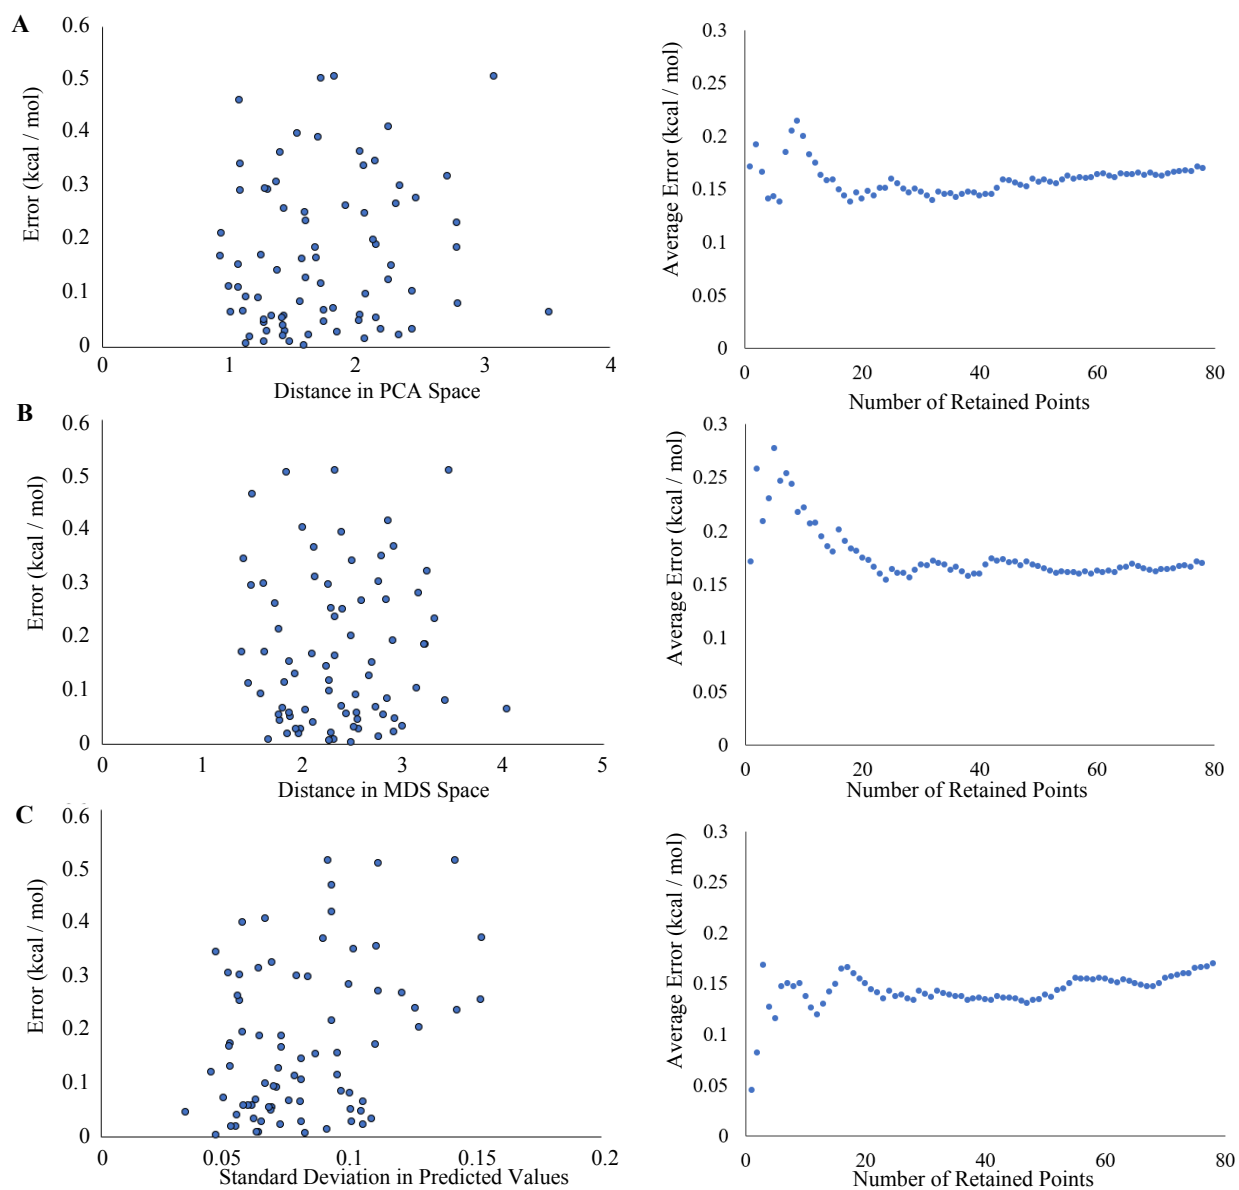 A
0.6
0.5
0.4
0.3
0.2
0.1
0
Error (kcal / mol)
0 1 2 3 4
Distance in PCA Space
0.3
0.25
0.2
0.15
0.1
0.05
0
Average Error (kcal / mol)
0 20 40 60 80
Number of Retained Points
B
0.6
0.5
0.4
0.3
0.2
0.1
0
Error (kcal / mol)
0 1 2 3 4 5
Distance in MDS Space
0.3
0.25
0.2
0.15
0.1
0.05
0
Average Error (kcal / mol)
0 20 40 60 80
Number of Retained Points
C
0.6
0.5
0.4
0.3
0.2
0.1
0
Error (kcal / mol)
0 0.05 0.1 0.15 0.2
Standard Deviation in Predicted Values
0.3
0.25
0.2
0.15
0.1
0.05
0
Average Error (kcal / mol)
0 20 40 60 80
Number of Retained Points